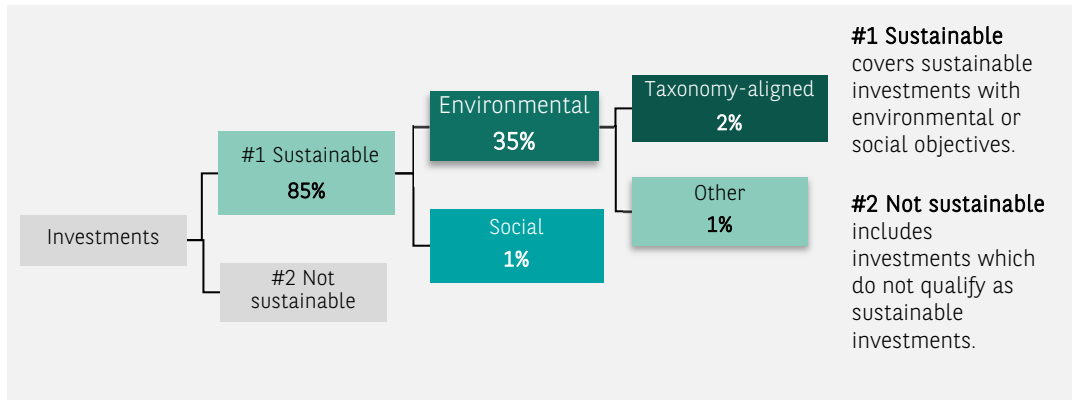 Investments
#1 Sustainable
85%
#2 Not
sustainable
Environmental
35%
Social
1%
Taxonomy-aligned
2%
Other
1%
#1 Sustainable
covers sustainable
investments with
environmental or
social objectives.
#2 Not sustainable
includes
investments which
do not qualify as
sustainable
investments.